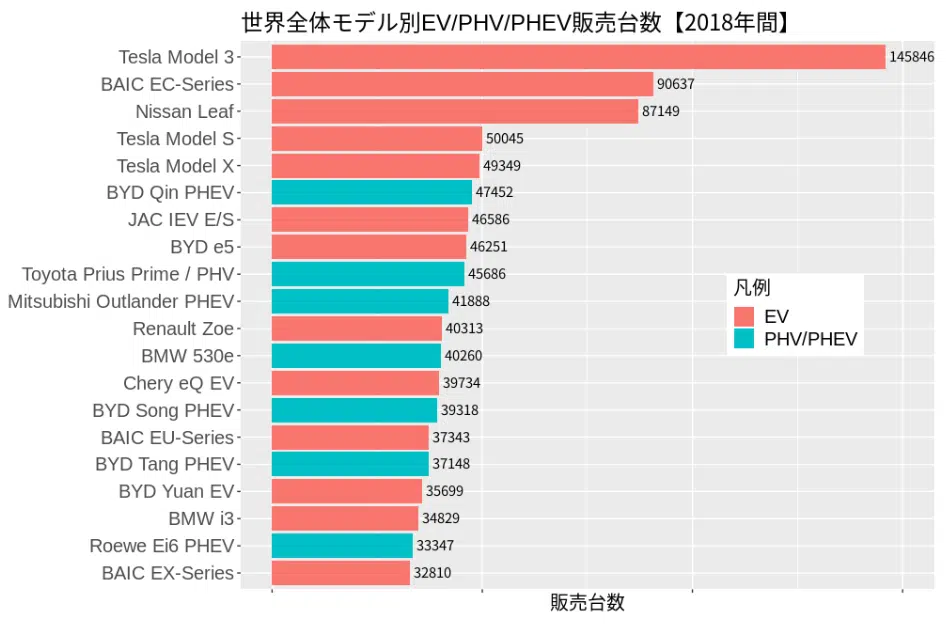 世界全体モデル別EV/PHV/PHEV販売台数【2018年間】
Tesla Model 3 145846
BAIC EC-Series 90637
Nissan Leaf 87149
Tesla Model S 50045
Tesla Model X 49349
BYD Qin PHEV 47452
JAC IEV E/S 46586
BYD e5 46251
Toyota Prius Prime / PHV 45686
Mitsubishi Outlander PHEV 41888
Renault Zoe 40313
BMW 530e 40260
Chery eQ EV 39734
BYD Song PHEV 39318
BAIC EU-Series 37343
BYD Tang PHEV 37148
BYD Yuan EV 35699
BMW i3 34829
Roewe Ei6 PHEV 33347
BAIC EX-Series 32810
凡例
EV
PHV/PHEV
販売台数